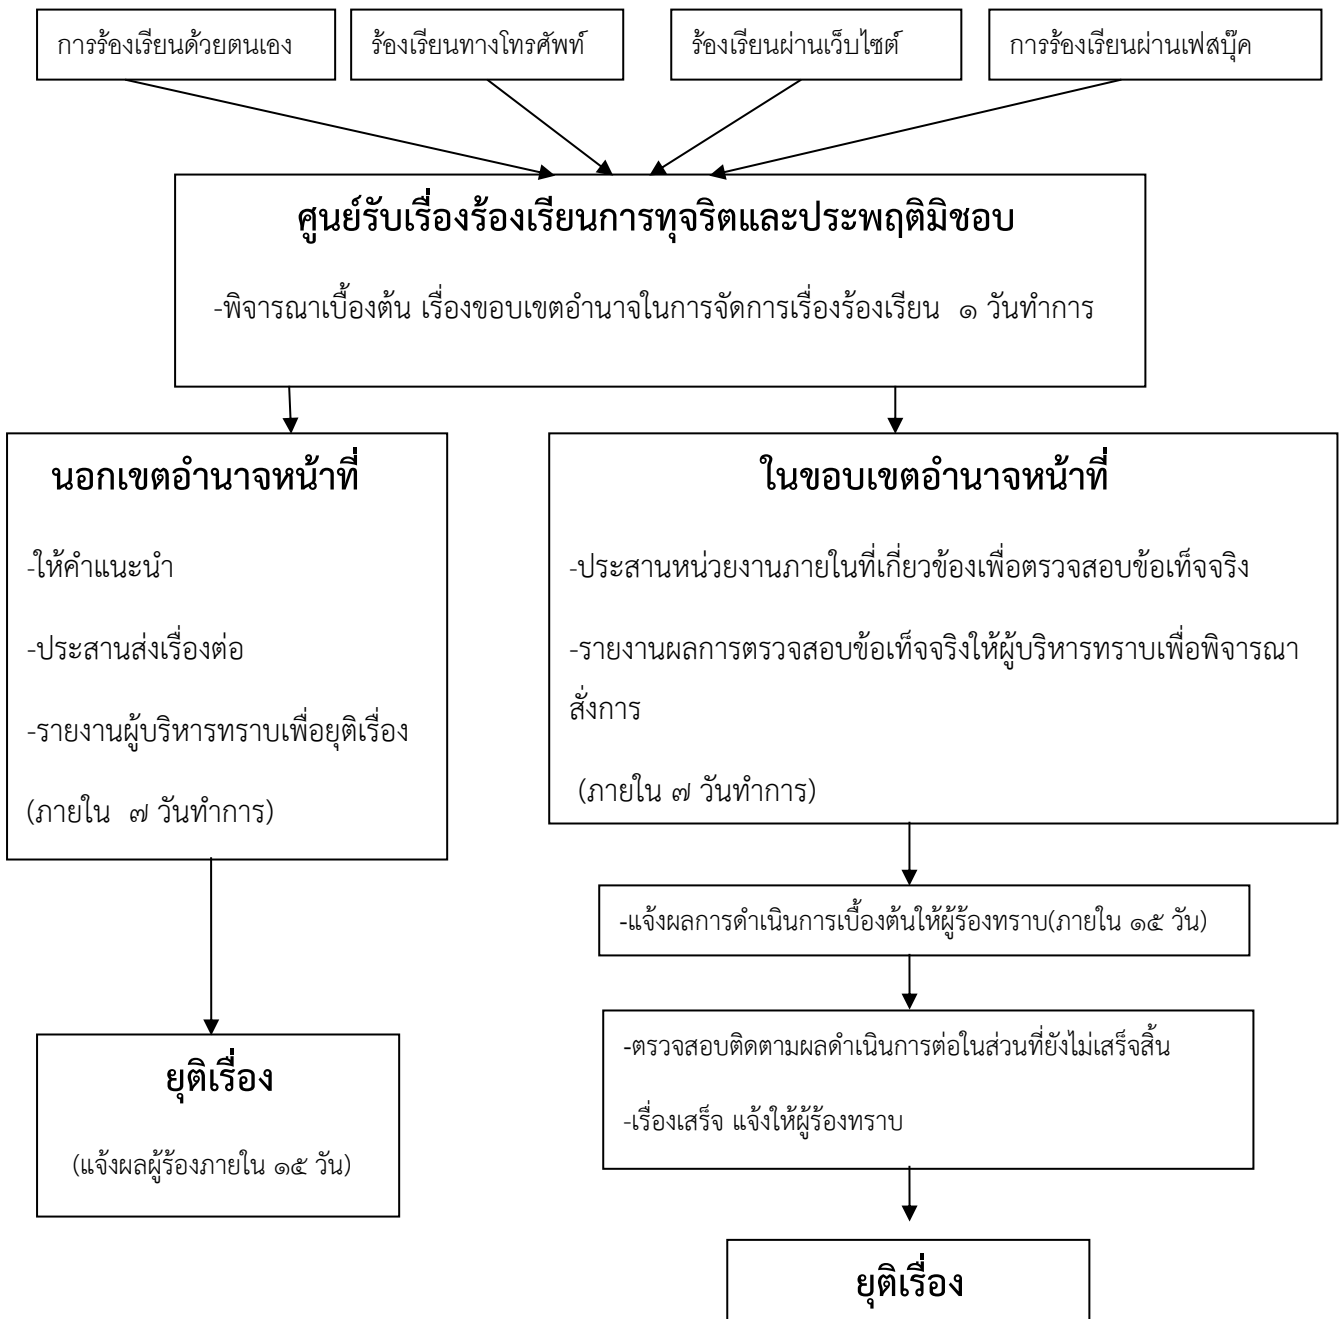 การร้องเรียนด้วยตนเอง
ร้องเรียนทางโทรศัพท์
ร้องเรียนผ่านเว็บไซต์
การร้องเรียนผ่านเฟสบุ๊ค
ศูนย์รับเรื่องร้องเรียนการทุจริตและประพฤติมิชอบ
-พิจารณาเบื้องต้น เรื่องขอบเขตอำนาจในการจัดการเรื่องร้องเรียน ๑ วันทำการ
นอกเขตอำนาจหน้าที่
-ให้คำแนะนำ
-ประสานส่งเรื่องต่อ
-รายงานผู้บริหารทราบเพื่อยุติเรื่อง
(ภายใน ๗ วันทำการ)
ยุติเรื่อง
(แจ้งผลผู้ร้องภายใน ๑๕ วัน)
ในขอบเขตอำนาจหน้าที่
-ประสานหน่วยงานภายในที่เกี่ยวข้องเพื่อตรวจสอบข้อเท็จจริง
-รายงานผลการตรวจสอบข้อเท็จจริงให้ผู้บริหารทราบเพื่อพิจารณา
สั่งการ
(ภายใน ๗ วันทำการ)
-แจ้งผลการดำเนินการเบื้องต้นให้ผู้ร้องทราบ(ภายใน ๑๕ วัน)
-ตรวจสอบติดตามผลดำเนินการต่อในส่วนที่ยังไม่เสร็จสิ้น
-เรื่องเสร็จ แจ้งให้ผู้ร้องทราบ
ยุติเรื่อง